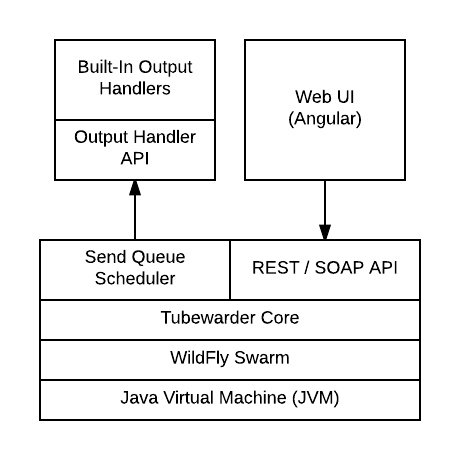 Built-In Output
Handlers
Output Handler
API
Web UI
(Angular)
Send Queue
Scheduler
REST / SOAP API
Tubewarder Core
WildFly Swarm
Java Virtual Machine (JVM)